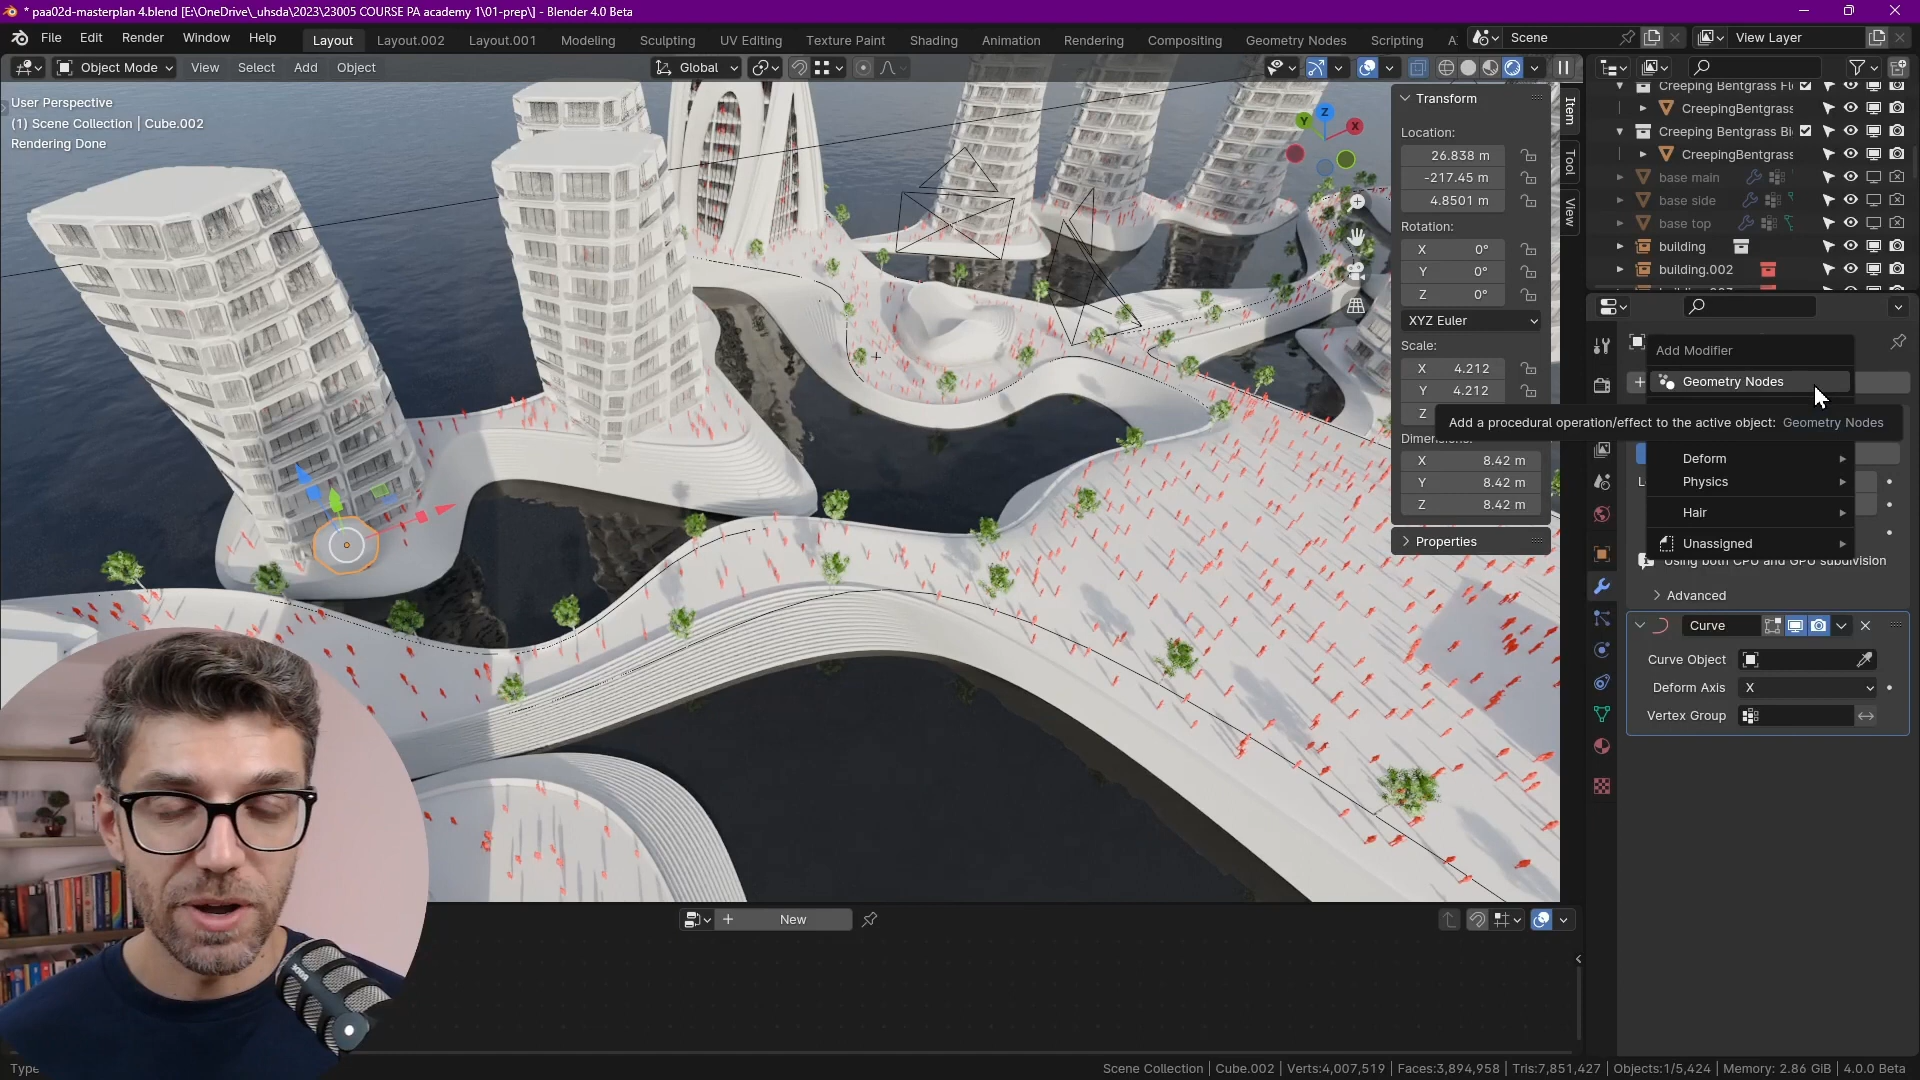 * paa02d-masterplan 4.blend [E:\OneDrive\_uhsda\2023\23005 COURSE PA academy 1\01-prep\] - Blender 4.0 Beta
File Edit Render Window Help
Layout Layout.002 Layout.001 Modeling Sculpting UV Editing Texture Paint Shading Animation Rendering Compositing Geometry Nodes Scripting A
Scene
View Layer
Object Mode View Select Add Object
Global
User Perspective
(1) Scene Collection | Cube.002
Rendering Done
Z
Y
X
Transform
Location:
26.838 m
-217.45 m
4.8501 m
Rotation:
X 0°
Y 0°
Z 0°
XYZ Euler
Scale:
X 4.212
Y 4.212
Z
X 8.42 m
Y 8.42 m
Z 8.42 m
Properties
Item
Tool
View
Creeping Bentgrass Fl
CreepingBentgrass
Creeping Bentgrass Bl
CreepingBentgrass
base main
base side
base top
building
building.002
Add Modifier
Geometry Nodes
Add a procedural operation/effect to the active object: Geometry Nodes
Deform
Physics
Hair
Unassigned
Using both CPU and GPU subdivision
Advanced
Curve
Curve Object
Deform Axis X
Vertex Group
New
Scene Collection | Cube.002 | Verts:4,007,519 | Faces:3,894,958 | Tris:7,851,427 | Objects:1/5,424 | Memory: 2.86 GiB | 4.0.0 Beta